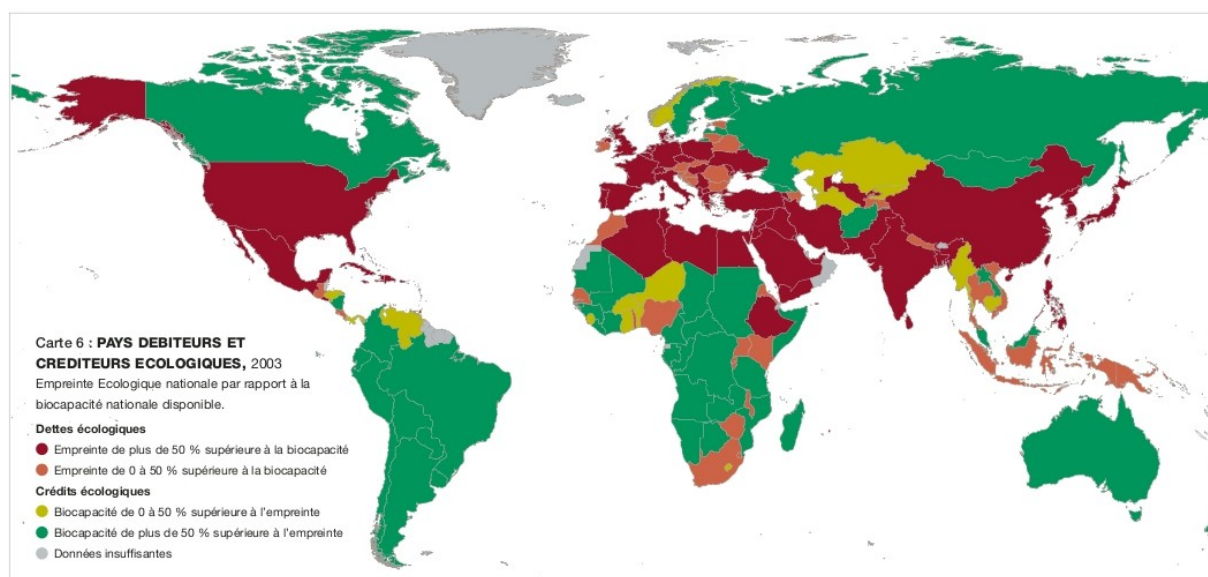 Carte 6 : PAYS DEBITEURS ET
CREDITEURS ECOLOGIQUES, 2003
Empreinte Ecologique nationale par rapport à la
biocapacité nationale disponible.
Dettes écologiques
Empreinte de plus de 50 % supérieure à la biocapacité
Empreinte de 0 à 50 % supérieure à la biocapacité
Crédits écologiques
Biocapacité de 0 à 50 % supérieure à l'empreinte
Biocapacité de plus de 50 % supérieure à l'empreinte
Données insuffisantes